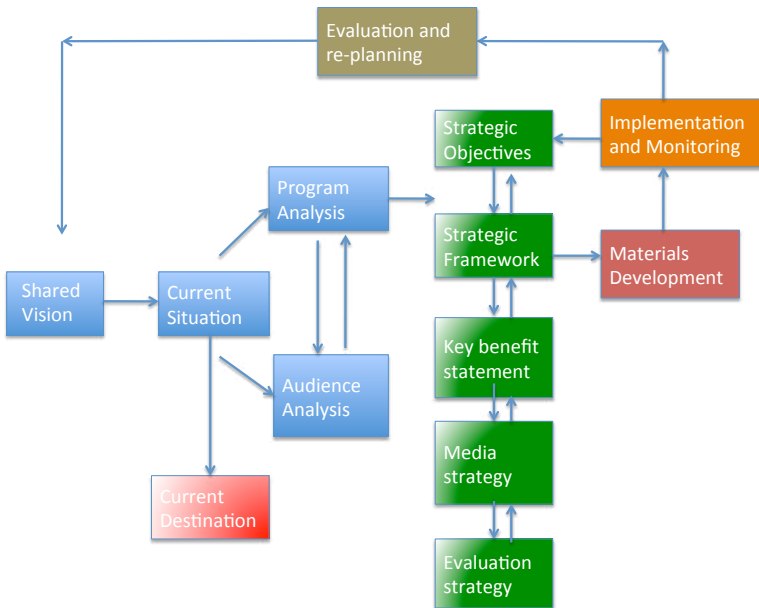 Evaluation and
re-planning
Strategic
Objectives
Implementation
and Monitoring
Program
Analysis
Strategic
Framework
Materials
Development
Shared
Vision
Current
Situation
Key benefit
statement
Audience
Analysis
Media
strategy
Current
Destination
Evaluation
strategy